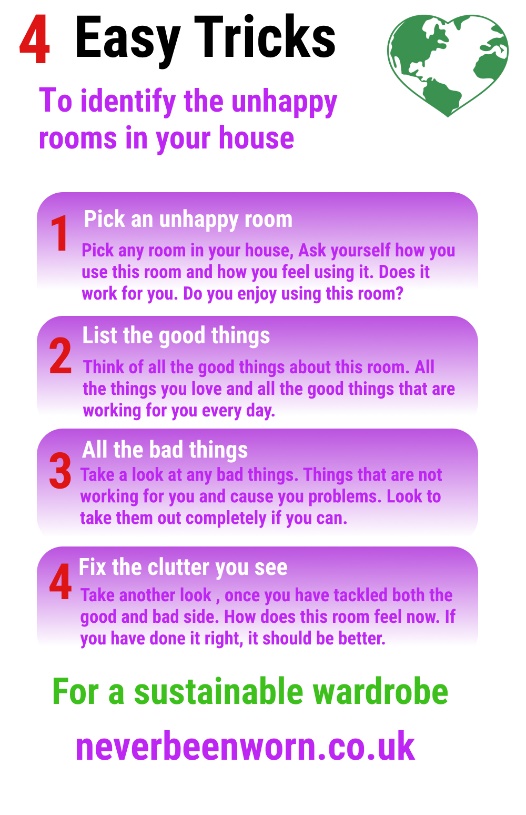 4 Easy Tricks
To identify the unhappy
rooms in your house
1 Pick an unhappy room
Pick any room in your house, Ask yourself how you
use this room and how you feel using it. Does it
work for you. Do you enjoy using this room?
2 List the good things
Think of all the good things about this room. All
the things you love and all the good things that are
working for you every day.
3 All the bad things
Take a look at any bad things. Things that are not
working for you and cause you problems. Look to
take them out completely if you can.
4 Fix the clutter you see
Take another look , once you have tackled both the
good and bad side. How does this room feel now. If
you have done it right, it should be better.
For a sustainable wardrobe
neverbeenworn.co.uk